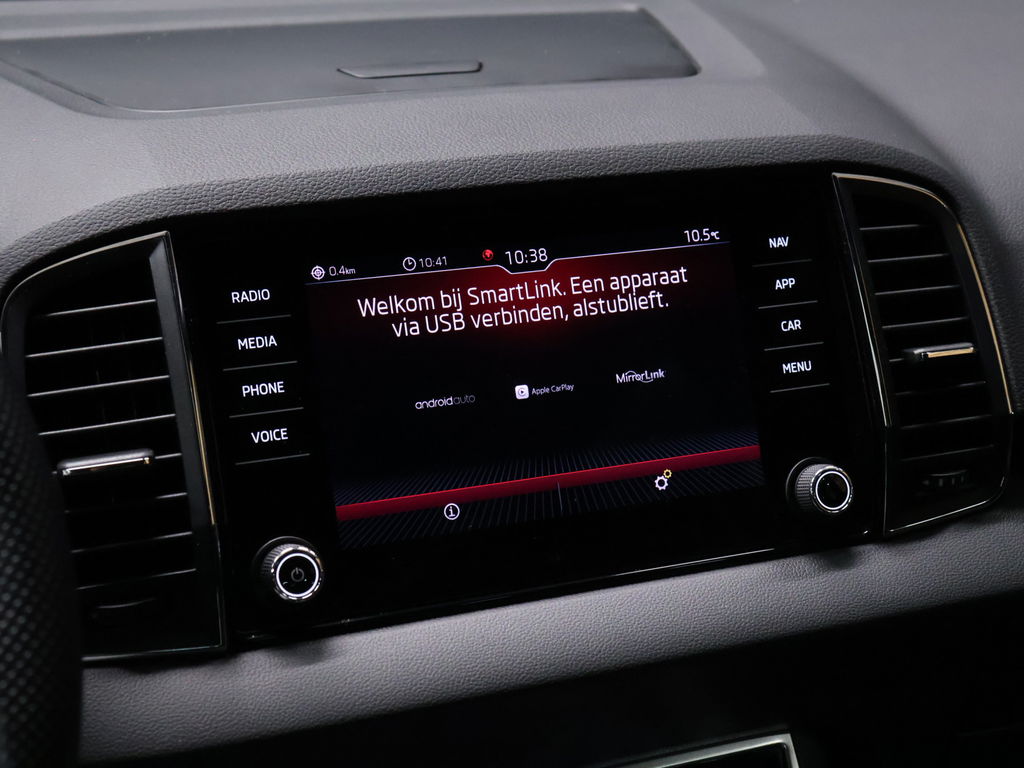 0.4km
10:41
10:38
10.5°C
Welkom bij SmartLink. Een apparaat
via USB verbinden, alstublieft.
androidauto
Apple CarPlay
MirrorLink
RADIO
MEDIA
PHONE
VOICE
NAV
APP
CAR
MENU